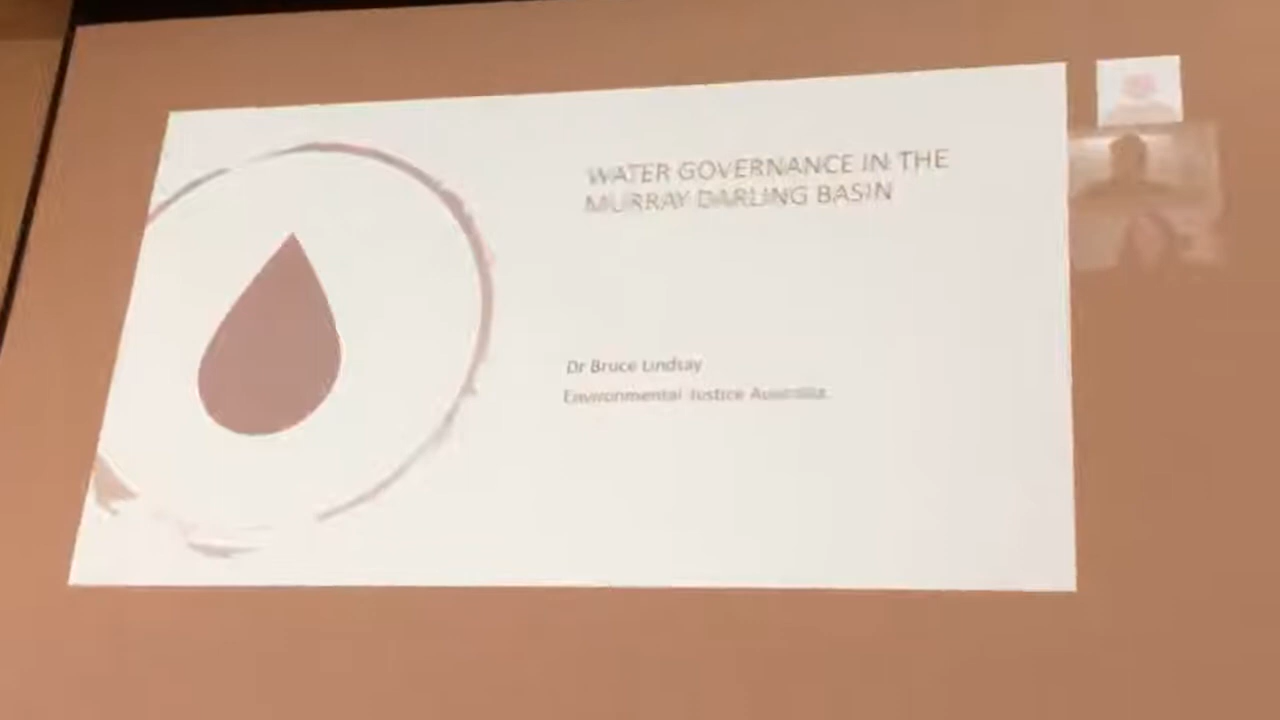 WATER GOVERNANCE IN THE
MURRAY DARLING BASIN
Dr Bruce Lindsay
Environmental Justice Australia